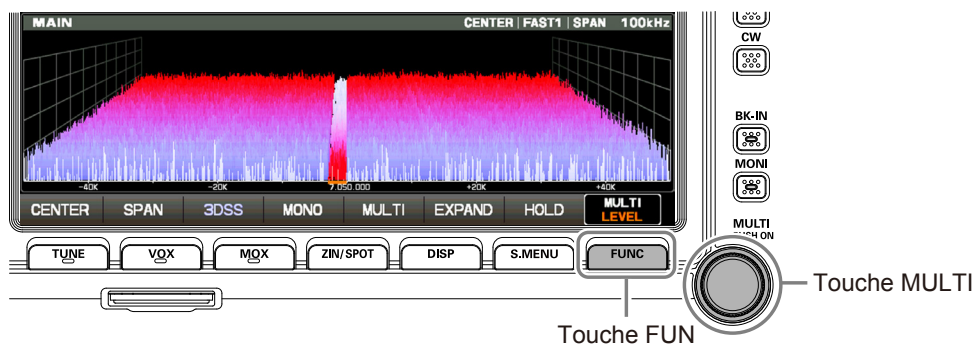 MAIN CENTER FAST1 SPAN 100kHz
-40K -20K 7.050.000 +20K +40K
CENTER SPAN 3DSS MONO MULTI EXPAND HOLD MULTI
LEVEL
TUNE VOX MOX ZIN/SPOT DISP S.MENU FUNC
CW
BK-IN
MONI
MULTI
PUSH ON
Touche MULTI
Touche FUN